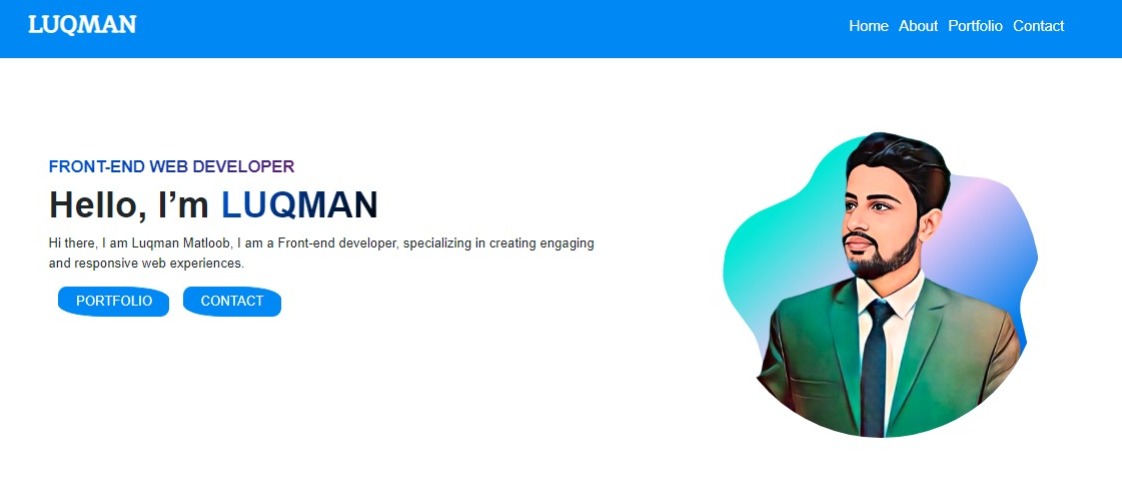 LUQMAN
Home About Portfolio Contact
FRONT-END WEB DEVELOPER
Hello, I’m LUQMAN
Hi there, I am Luqman Matloob, I am a Front-end developer, specializing in creating engaging
and responsive web experiences.
PORTFOLIO CONTACT